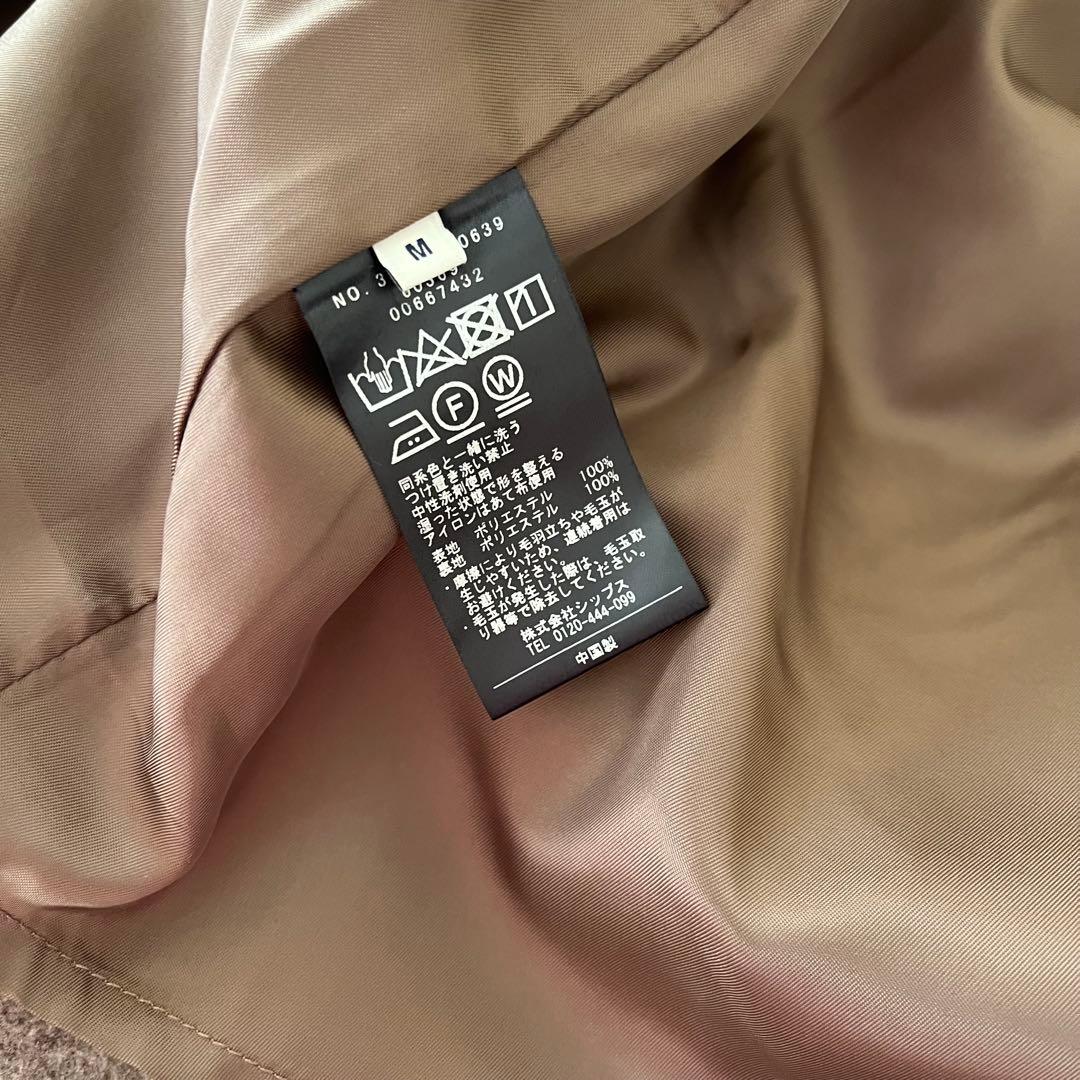 M
NO. 3 0639
00667432
F W
同系色と一緒に洗う
つけ置き洗い禁止
中性洗剤使用
湿った状態で形を整える
アイロンはあて布使用
表地 ポリエステル 100%
裏地 ポリエステル 100%
・摩擦により毛羽立ちや毛玉が
生じやすいため、連続着用は
お避けください。
・毛玉が発生した際は、毛玉取
り器等で除去してください。
株式会社シップス
TEL 0120-444-099
中国製